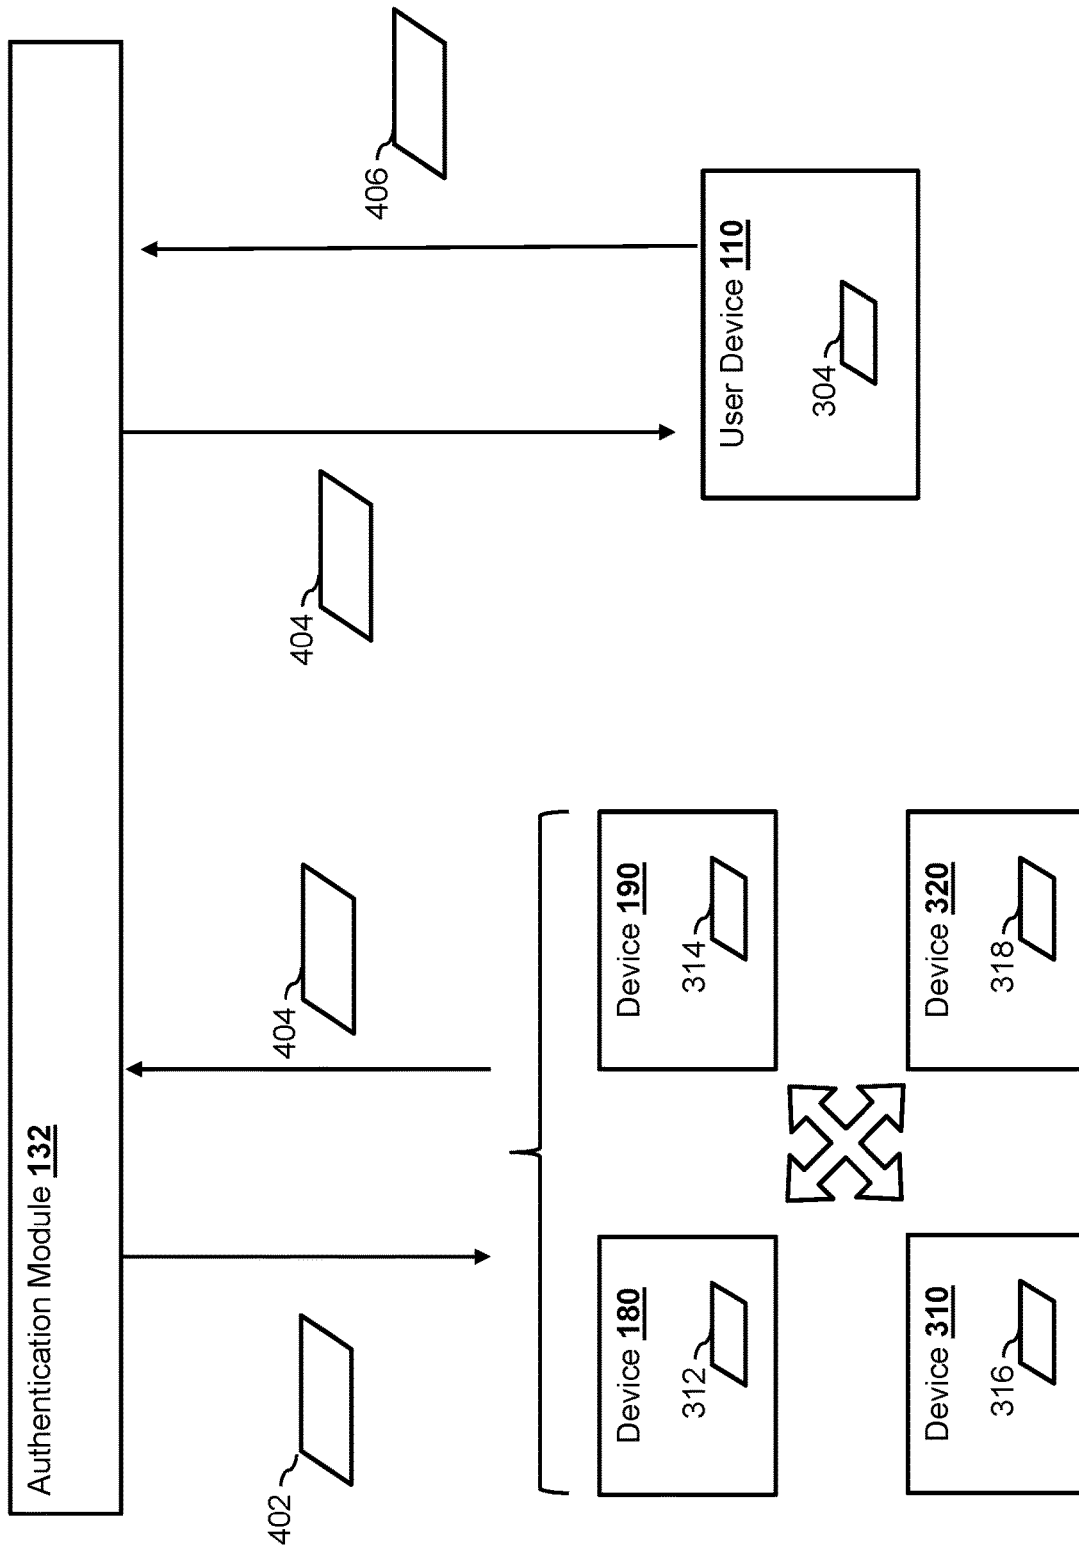 Authentication Module 132
402
404
404
406
Device 180
312
Device 190
314
Device 310
316
Device 320
318
User Device 110
304